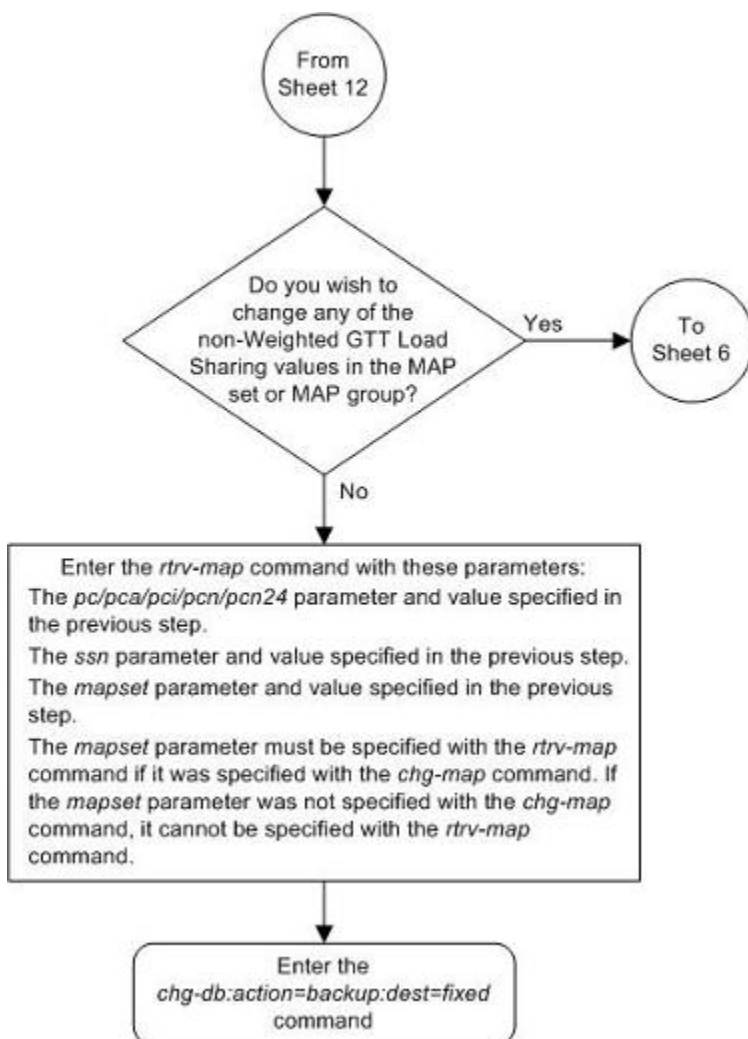 From
Sheet 12
Do you wish to
change any of the
non-Weighted GTT Load
Sharing values in the MAP
set or MAP group?
Yes
To
Sheet 6
No
Enter the rtrv-map command with these parameters:
The pc/pca/pci/pcn/pcn24 parameter and value specified in
the previous step.
The ssn parameter and value specified in the previous step.
The mapset parameter and value specified in the previous
step.
The mapset parameter must be specified with the rtrv-map
command if it was specified with the chg-map command. If
the mapset parameter was not specified with the chg-map
command, it cannot be specified with the rtrv-map
command.
Enter the
chg-db:action=backup:dest=fixed
command